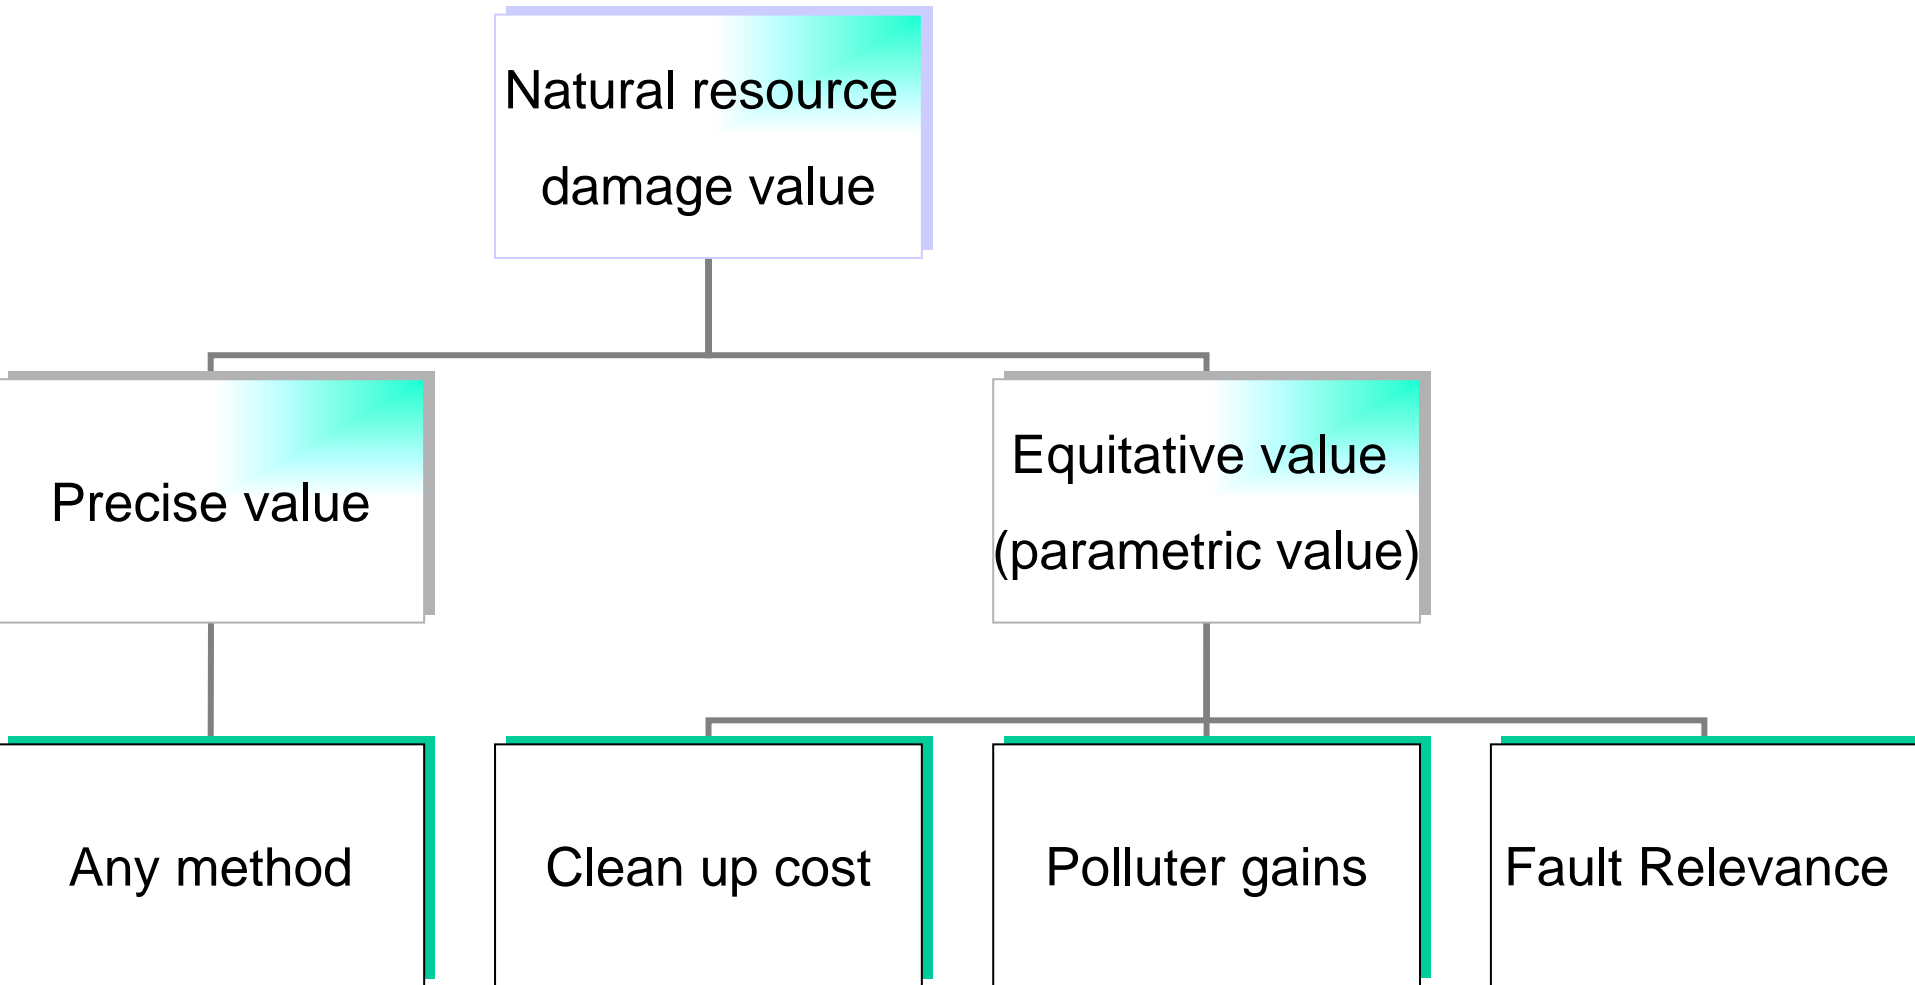 Natural resource
damage value
Precise value
Equitative value
(parametric value)
Any method
Clean up cost
Polluter gains
Fault Relevance